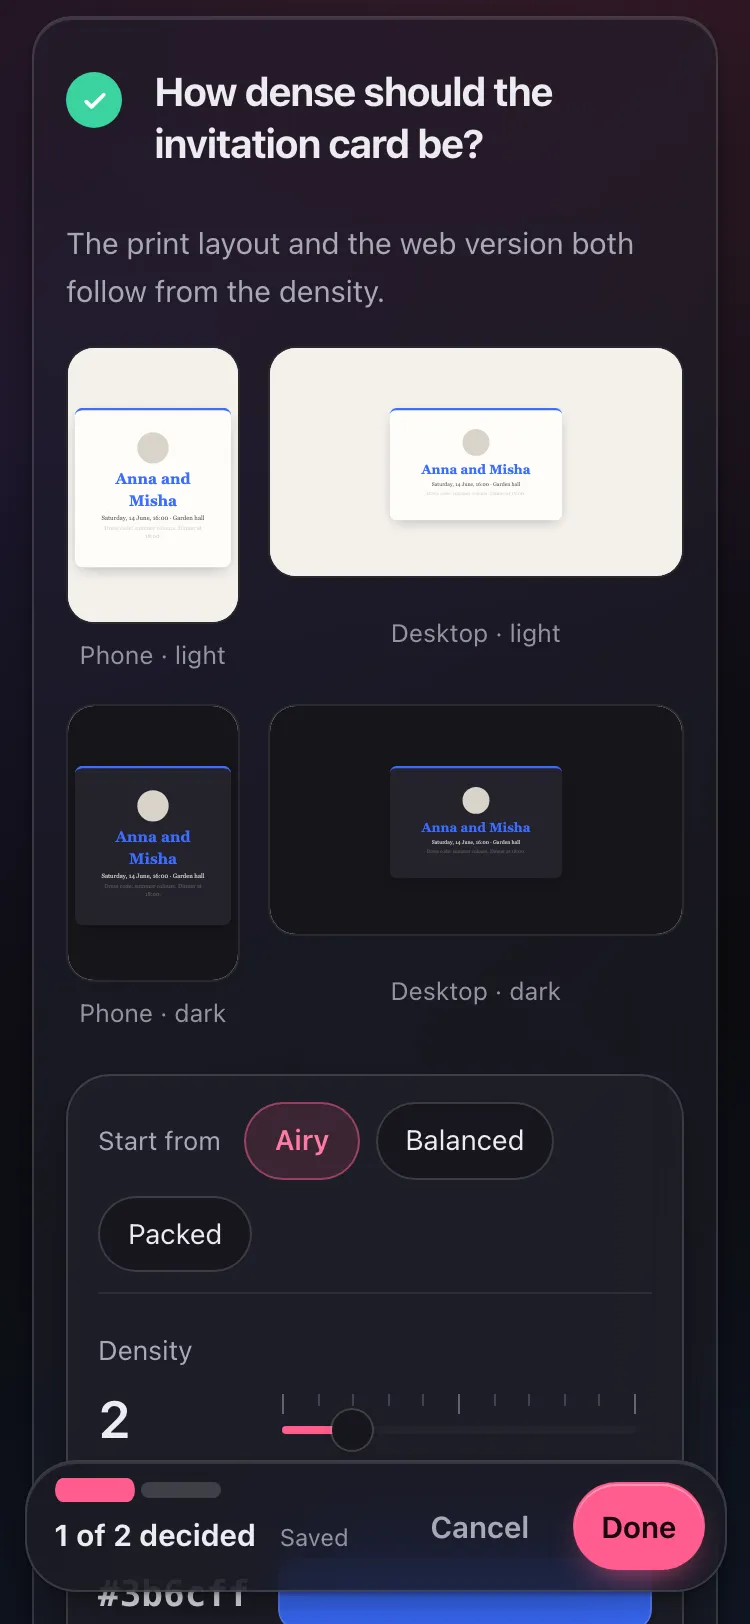 How dense should the
invitation card be?
The print layout and the web version both
follow from the density.
Anna and
Misha
Saturday, 14 June, 16:00 · Garden hall
Anna and Misha
Saturday, 14 June, 16:00 · Garden hall
Phone · light
Desktop · light
Anna and
Misha
Saturday, 14 June, 16:00 · Garden hall
Anna and Misha
Saturday, 14 June, 16:00 · Garden hall
Phone · dark
Desktop · dark
Start from Airy Balanced
Packed
Density
2
1 of 2 decided Saved Cancel Done
#3b6cff